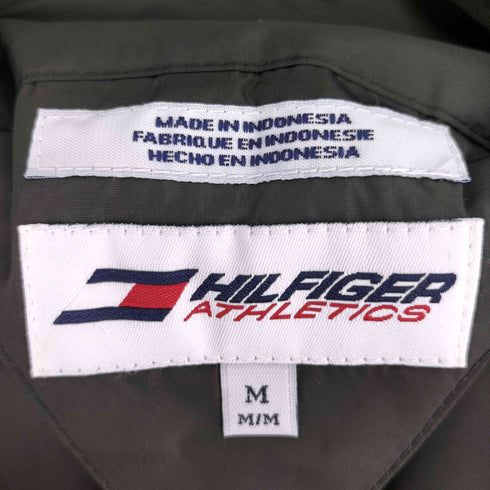 MADE IN INDONESIA
FABRIQUE EN INDONESIE
HECHO EN INDONESIA
HILFIGER
ATHLETICS
M
M/M